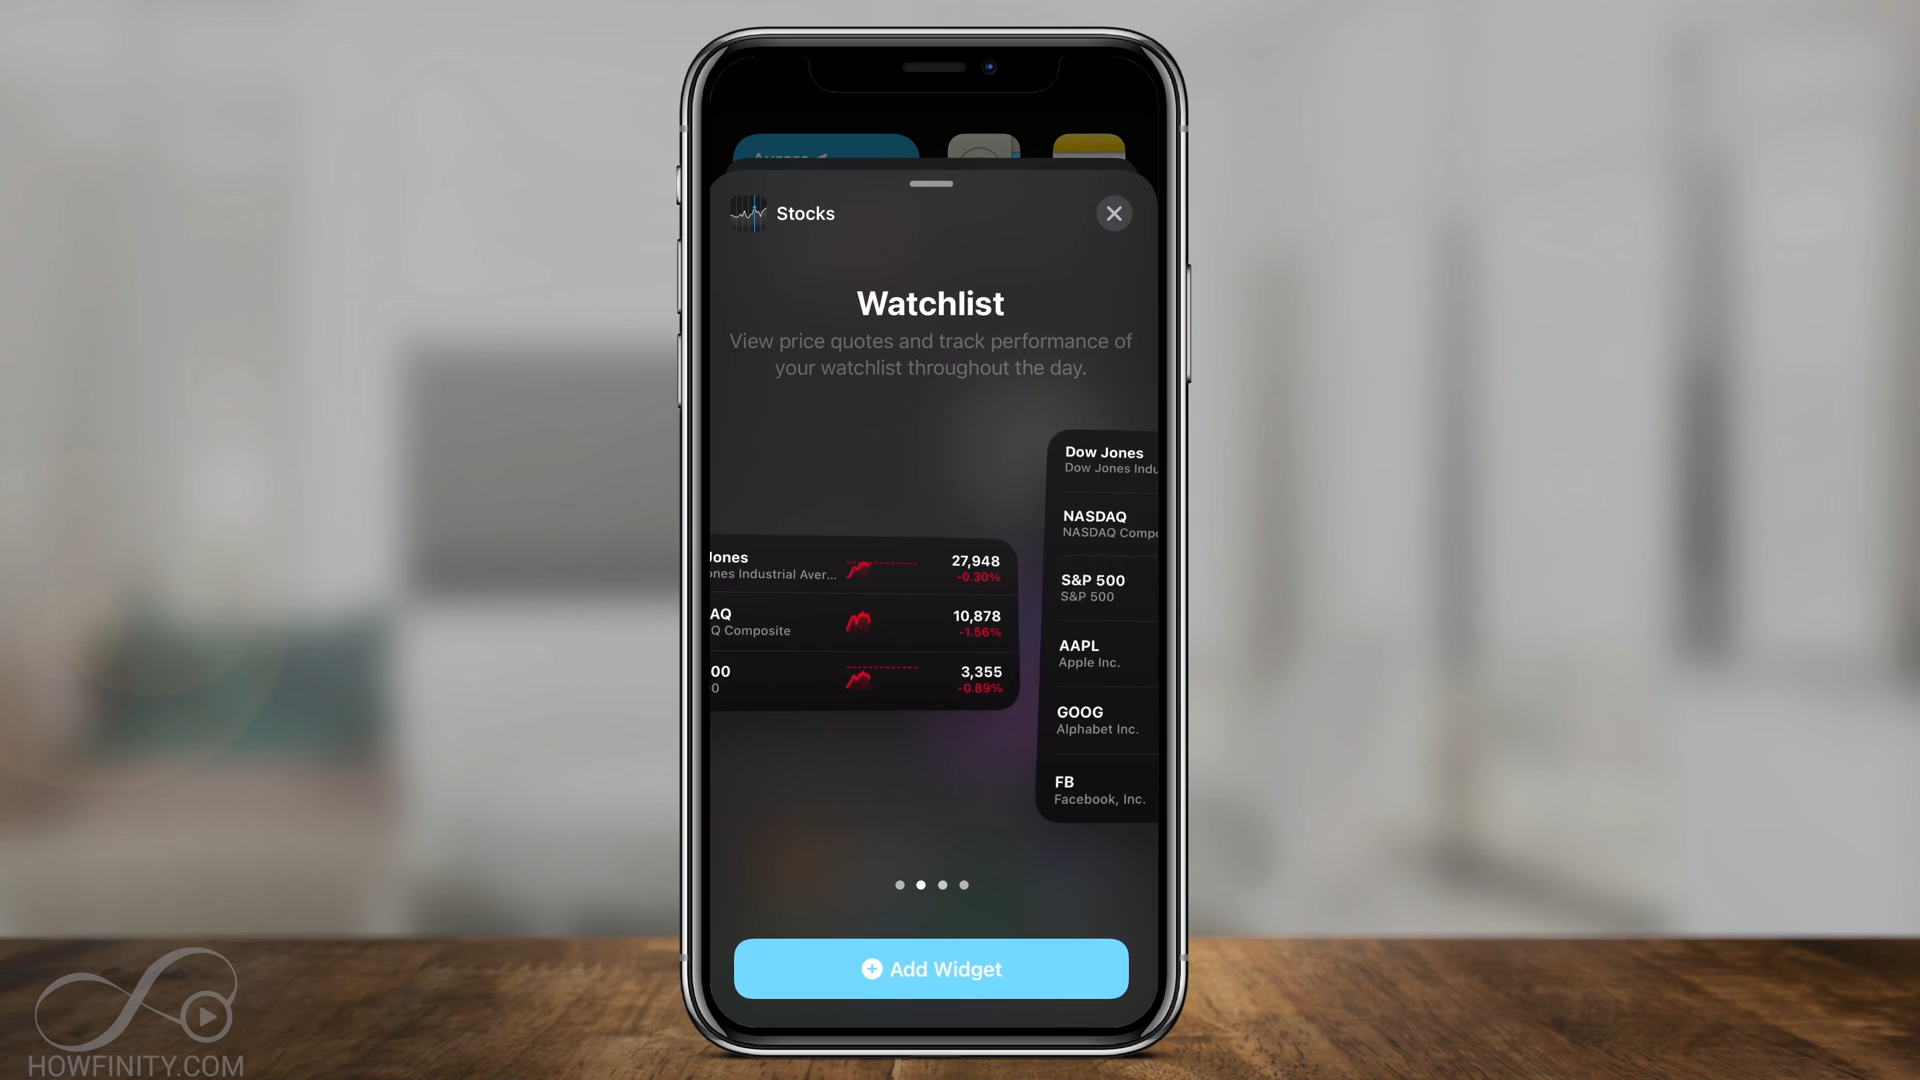 Stocks
Watchlist
View price quotes and track performance of
your watchlist throughout the day.
Jones
ones Industrial Aver...
27,948
-0.30%
AQ
Q Composite
10,878
-1.56%
00
0
3,355
-0.89%
Dow Jones
Dow Jones Indu
NASDAQ
NASDAQ Compo
S&P 500
S&P 500
AAPL
Apple Inc.
GOOG
Alphabet Inc.
FB
Facebook, Inc.
Add Widget
HOWFINITY.COM